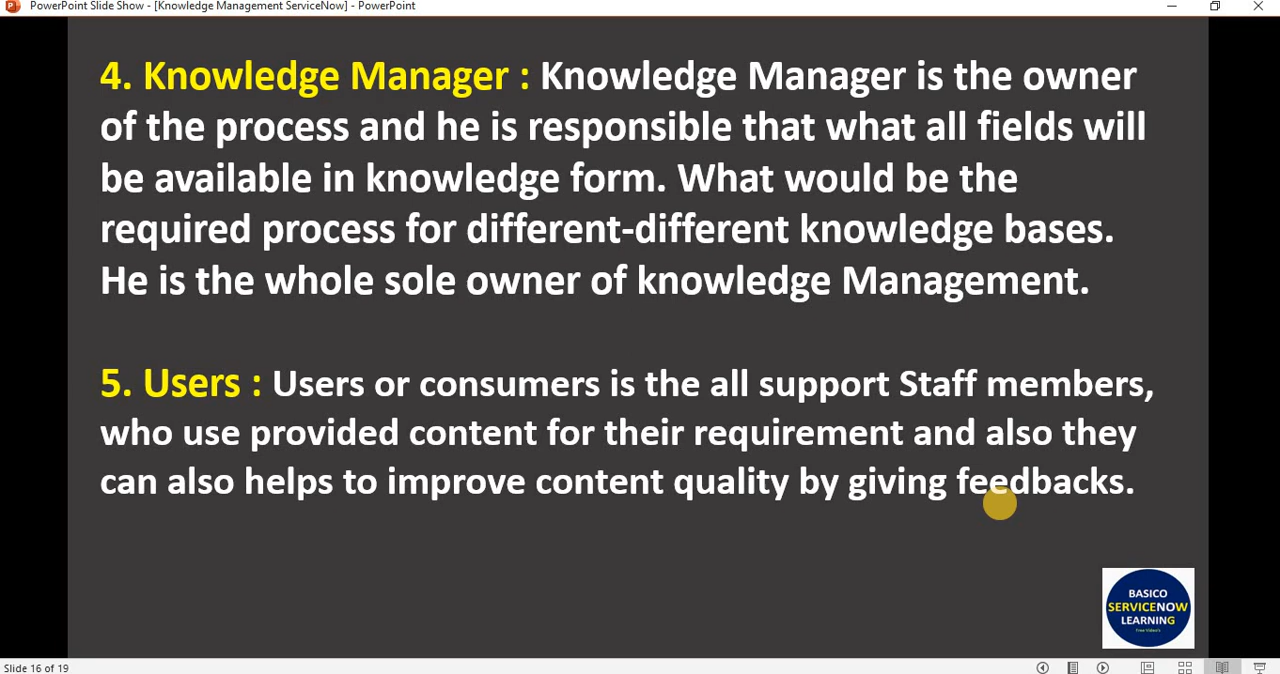 PowerPoint Slide Show - [Knowledge Management ServiceNow] - PowerPoint
4. Knowledge Manager : Knowledge Manager is the owner
of the process and he is responsible that what all fields will
be available in knowledge form. What would be the
required process for different-different knowledge bases.
He is the whole sole owner of knowledge Management.
5. Users : Users or consumers is the all support Staff members,
who use provided content for their requirement and also they
can also helps to improve content quality by giving feedbacks.
BASICO
SERVICENOW
LEARNING
Free Video's
Slide 16 of 19